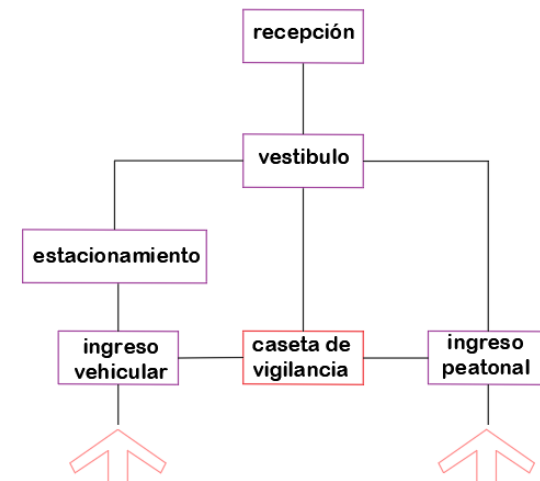 recepción
vestibulo
estacionamiento
ingreso
vehicular
caseta de
vigilancia
ingreso
peatonal